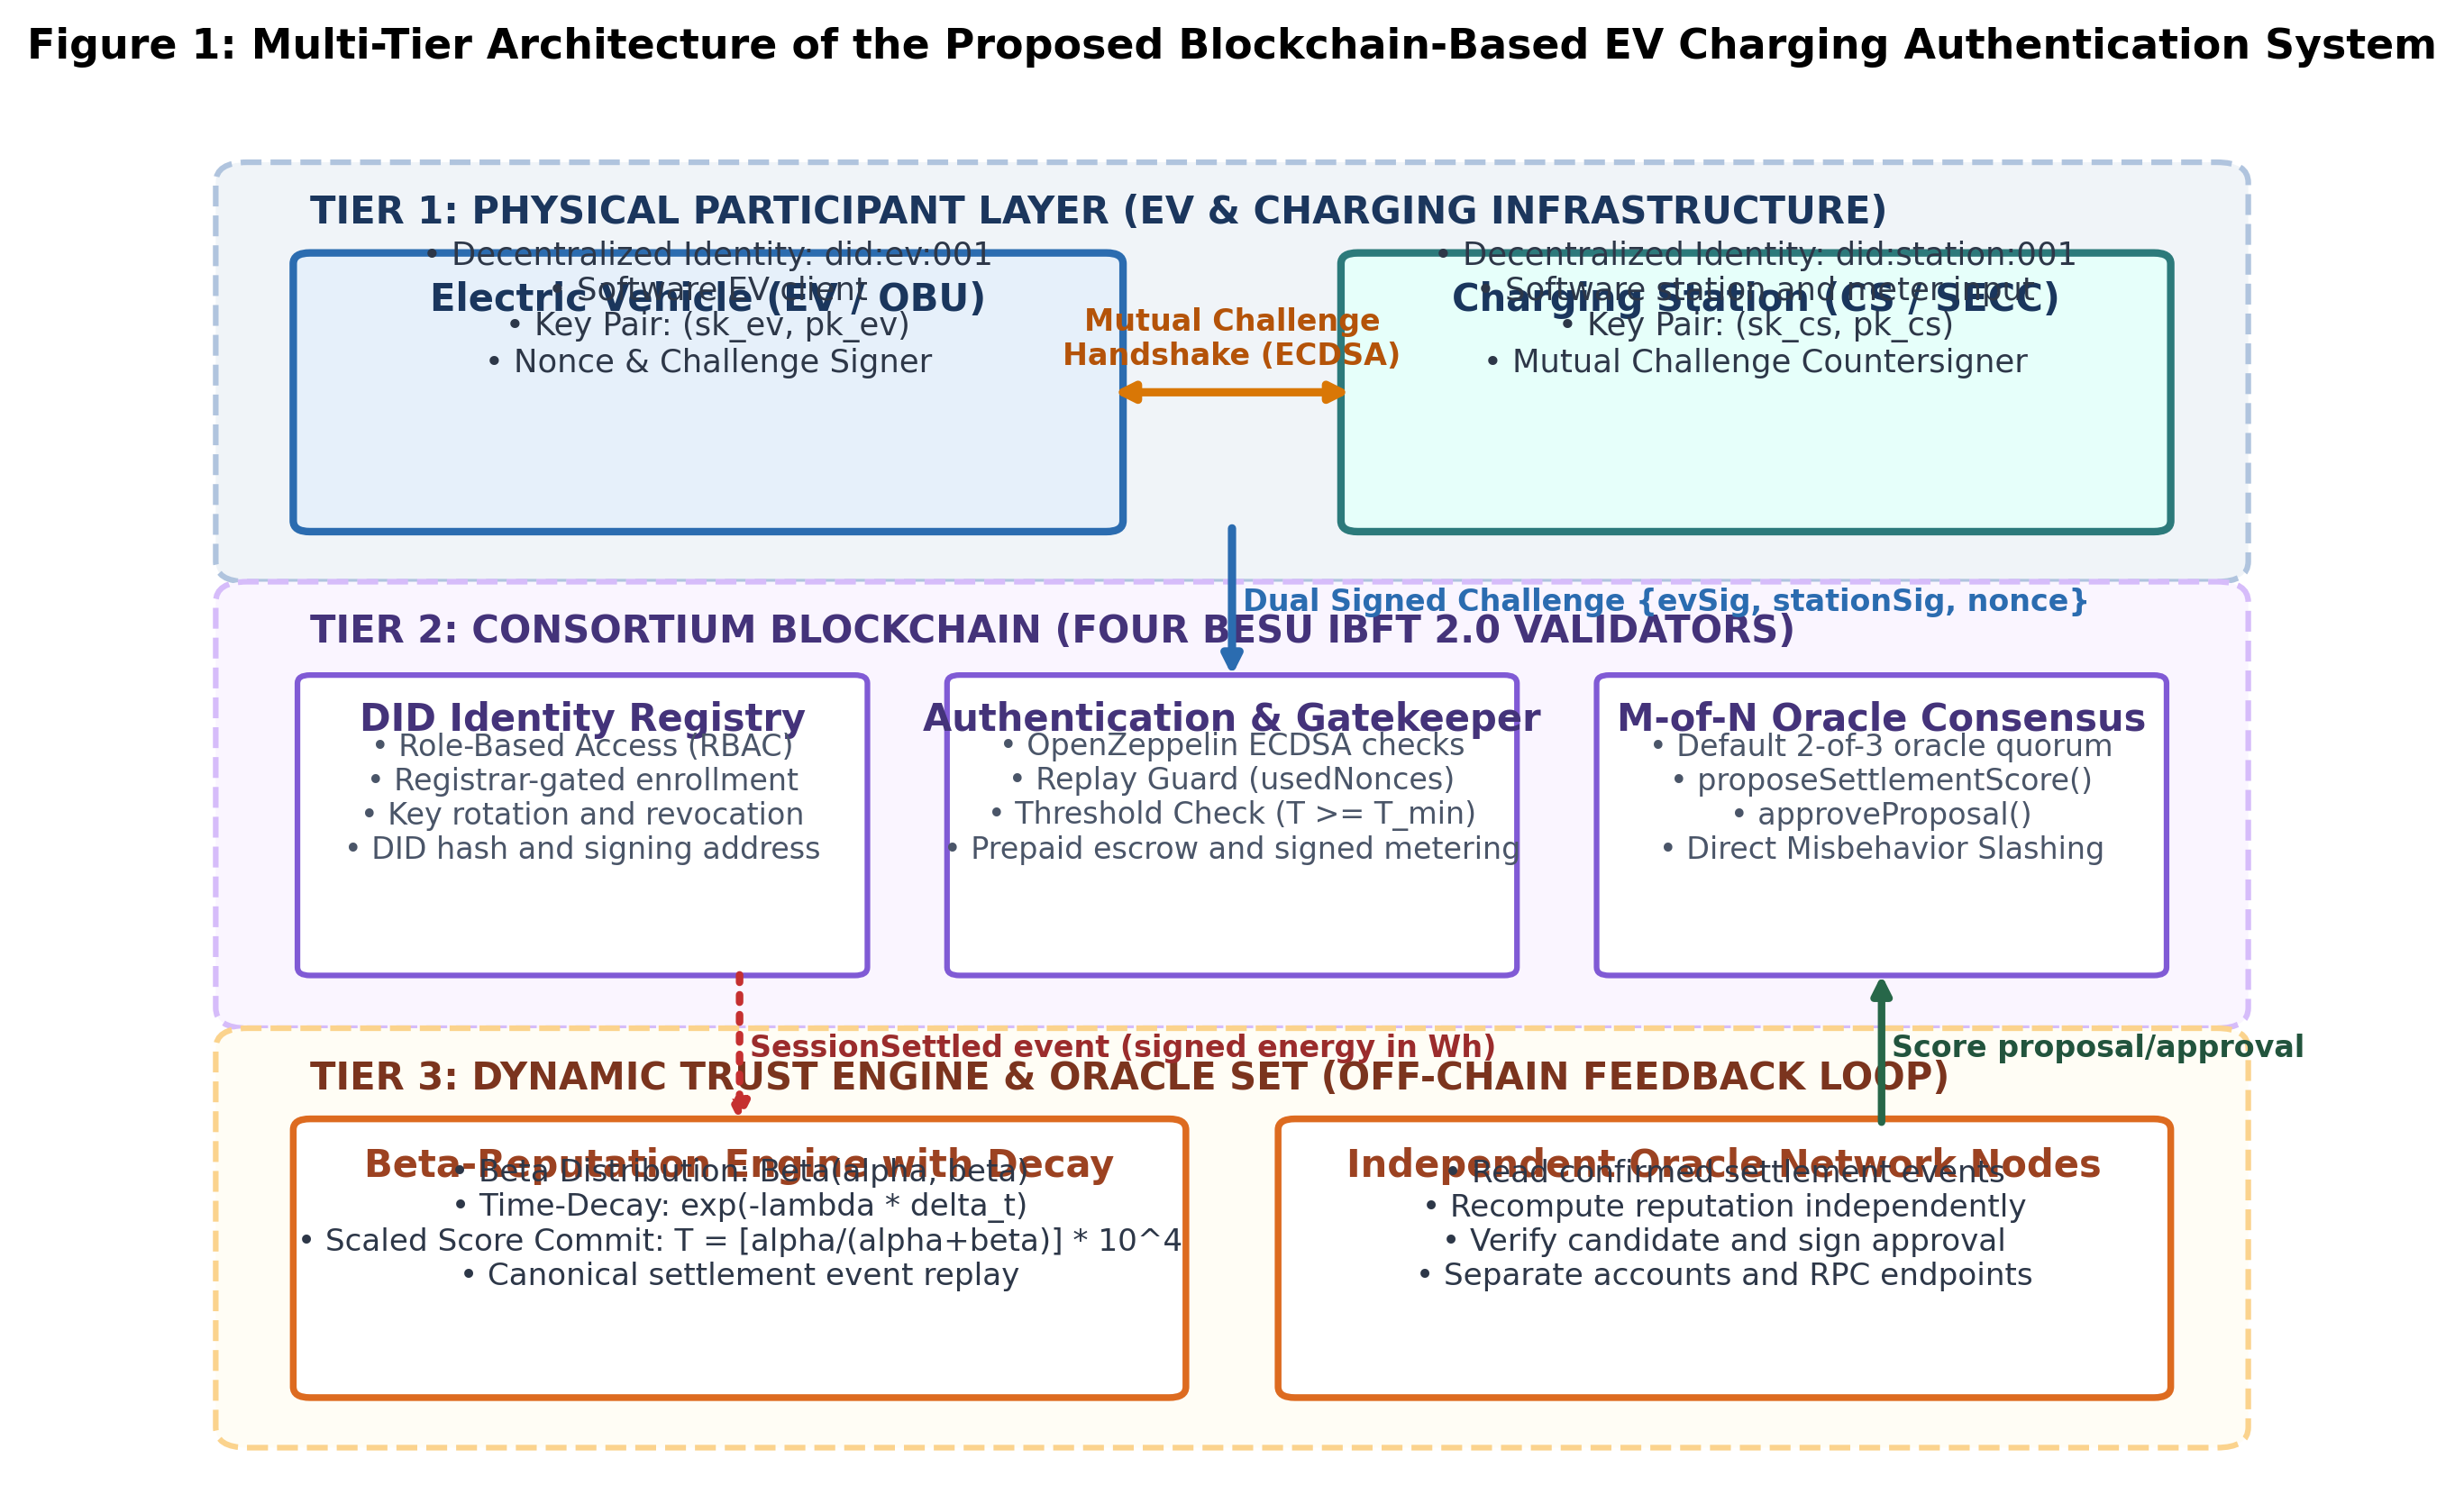 Figure 1: Multi-Tier Architecture of the Proposed Blockchain-Based EV Charging Authentication System
TIER 1: PHYSICAL PARTICIPANT LAYER (EV & CHARGING INFRASTRUCTURE)
Electric Vehicle (EV / OBU)
• Decentralized Identity: did:ev:001
• Software EV client
• Key Pair: (sk_ev, pk_ev)
• Nonce & Challenge Signer
Mutual Challenge
Handshake (ECDSA)
Charging Station (CS / SECC)
• Decentralized Identity: did:station:001
• Software station and meter input
• Key Pair: (sk_cs, pk_cs)
• Mutual Challenge Countersigner
Dual Signed Challenge {evSig, stationSig, nonce}
TIER 2: CONSORTIUM BLOCKCHAIN (FOUR BESU IBFT 2.0 VALIDATORS)
DID Identity Registry
• Role-Based Access (RBAC)
• Registrar-gated enrollment
• Key rotation and revocation
• DID hash and signing address
Authentication & Gatekeeper
• OpenZeppelin ECDSA checks
• Replay Guard (usedNonces)
• Threshold Check (T >= T_min)
• Prepaid escrow and signed metering
M-of-N Oracle Consensus
• Default 2-of-3 oracle quorum
• proposeSettlementScore()
• approveProposal()
• Direct Misbehavior Slashing
SessionSettled event (signed energy in Wh)
Score proposal/approval
TIER 3: DYNAMIC TRUST ENGINE & ORACLE SET (OFF-CHAIN FEEDBACK LOOP)
Beta-Reputation Engine with Decay
• Beta Distribution: Beta(alpha, beta)
• Time-Decay: exp(-lambda * delta_t)
• Scaled Score Commit: T = [alpha/(alpha+beta)] * 10^4
• Canonical settlement event replay
Independent Oracle Network Nodes
• Read confirmed settlement events
• Recompute reputation independently
• Verify candidate and sign approval
• Separate accounts and RPC endpoints